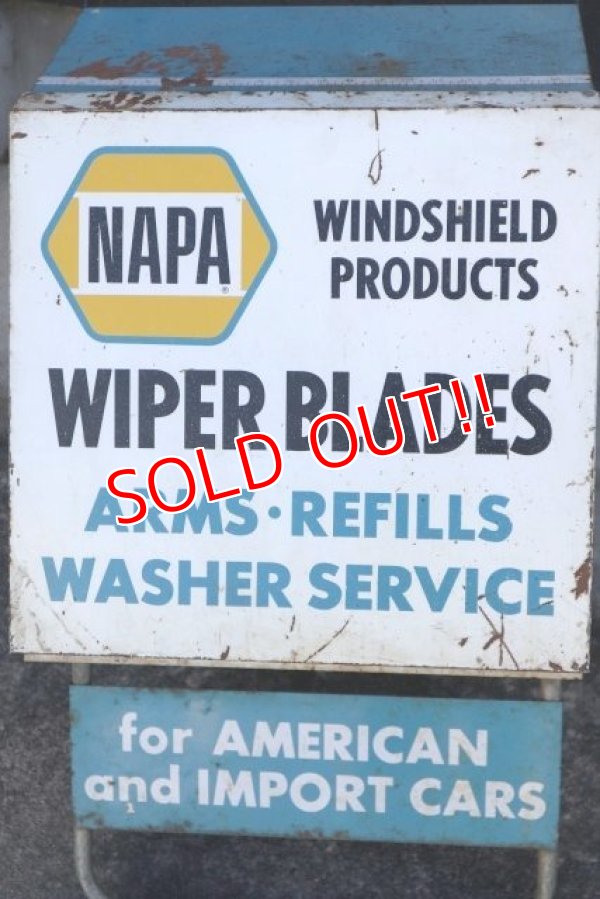 NAPA®
WINDSHIELD
PRODUCTS
WIPER BLADES
SOLD OUT!!
ARMS · REFILLS
WASHER SERVICE
for AMERICAN
and IMPORT CARS